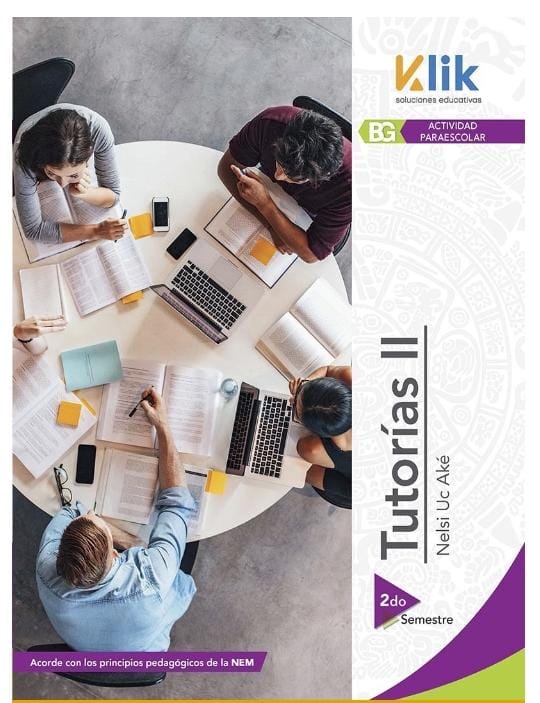 Klik
soluciones educativas
BG
ACTIVIDAD
PARAESCOLAR
Tutorías II
Nelsi Uc Aké
2do
Semestre
Acorde con los principios pedagógicos de la NEM